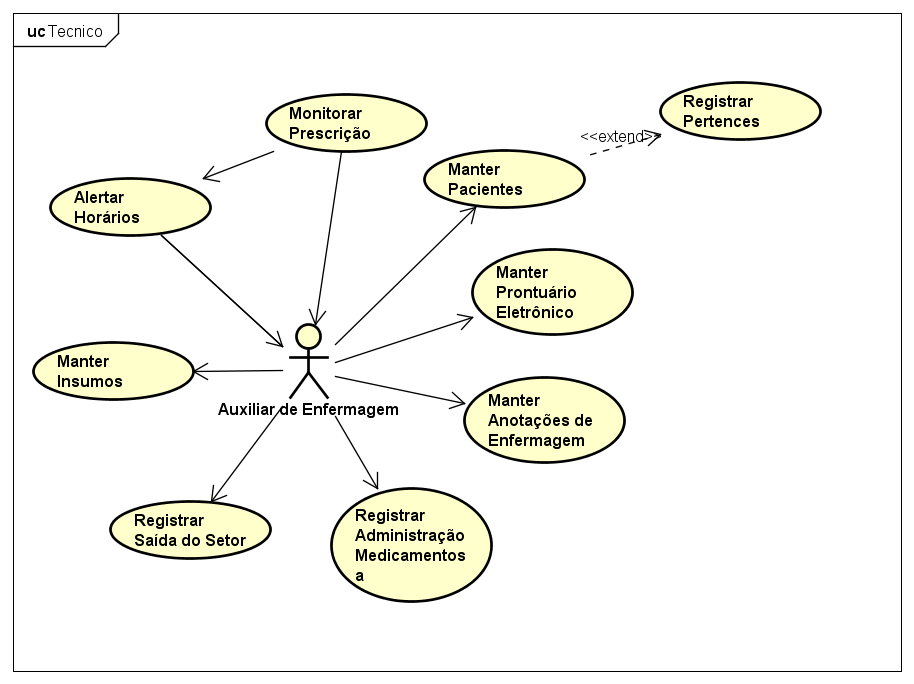 uc Tecnico
Registrar
Pertences
Monitorar
Prescrição
<<extend>>
Manter
Pacientes
Alertar
Horários
Manter
Prontuário
Eletrônico
Manter
Insumos
Auxiliar de Enfermagem
Manter
Anotações de
Enfermagem
Registrar
Saída do Setor
Registrar
Administração
Medicamentos
a